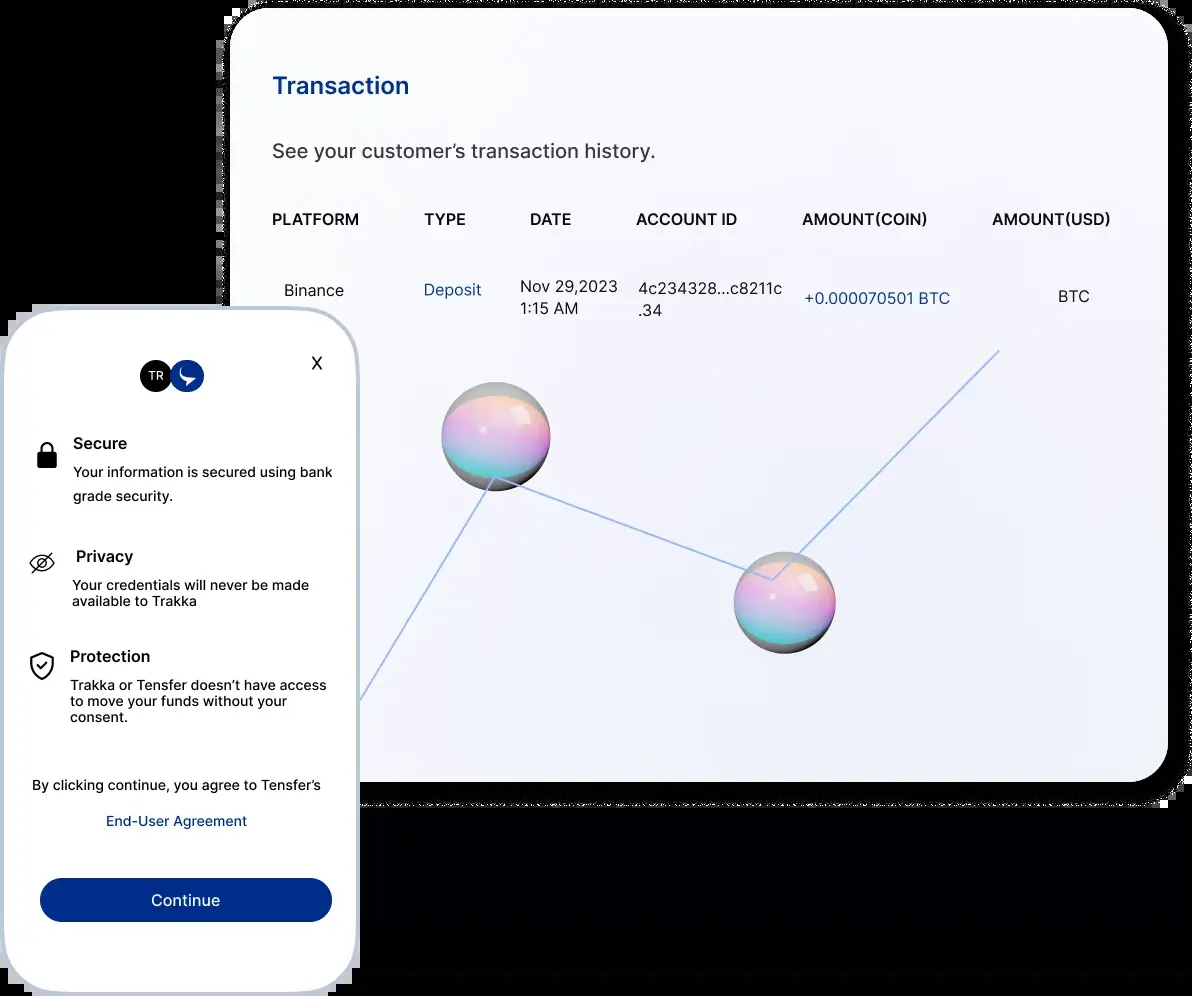 Transaction
See your customer’s transaction history.
PLATFORM TYPE DATE ACCOUNT ID AMOUNT(COIN) AMOUNT(USD)
Binance Deposit Nov 29,2023 4c234328...c8211c +0.000070501 BTC BTC
1:15 AM .34
X
TR
Secure
Your information is secured using bank
grade security.
Privacy
Your credentials will never be made
available to Trakka
Protection
Trakka or Tensfer doesn’t have access
to move your funds without your
consent.
By clicking continue, you agree to Tensfer’s
End-User Agreement
Continue